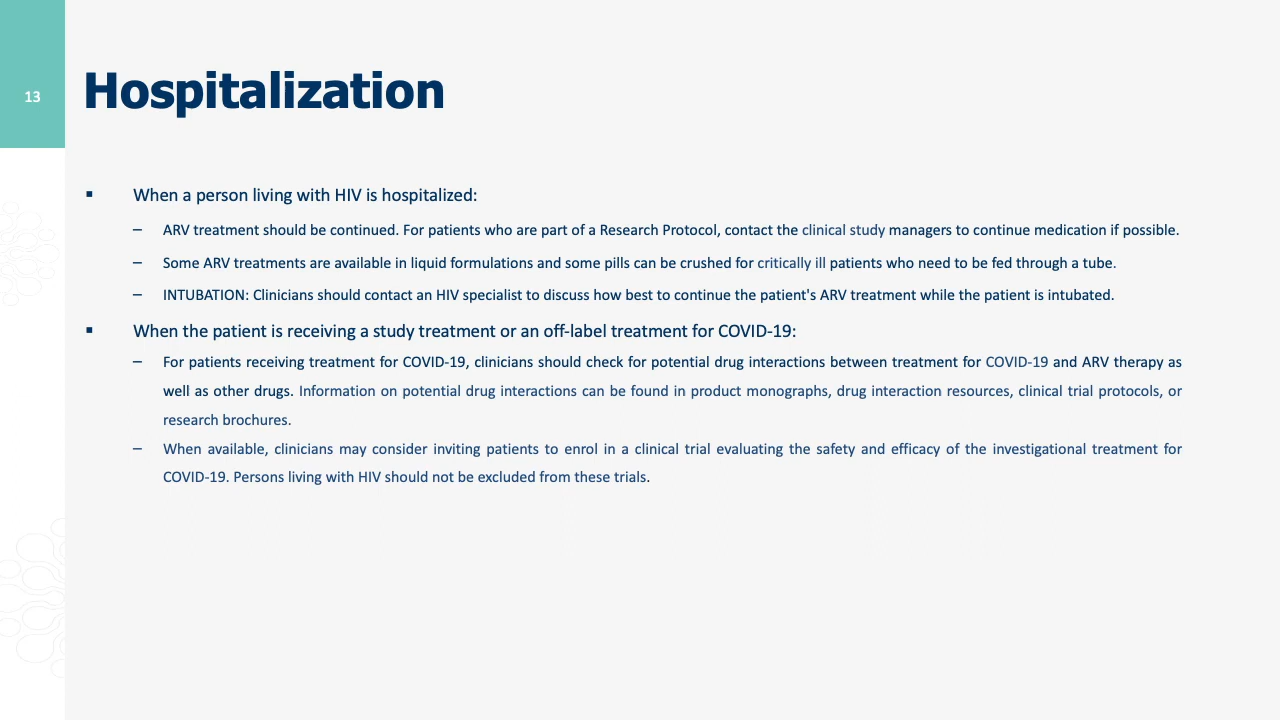 13
Hospitalization
▪ When a person living with HIV is hospitalized:
– ARV treatment should be continued. For patients who are part of a Research Protocol, contact the clinical study managers to continue medication if possible.
– Some ARV treatments are available in liquid formulations and some pills can be crushed for critically ill patients who need to be fed through a tube.
– INTUBATION: Clinicians should contact an HIV specialist to discuss how best to continue the patient's ARV treatment while the patient is intubated.
▪ When the patient is receiving a study treatment or an off-label treatment for COVID-19:
– For patients receiving treatment for COVID-19, clinicians should check for potential drug interactions between treatment for COVID-19 and ARV therapy as
well as other drugs. Information on potential drug interactions can be found in product monographs, drug interaction resources, clinical trial protocols, or
research brochures.
– When available, clinicians may consider inviting patients to enrol in a clinical trial evaluating the safety and efficacy of the investigational treatment for
COVID-19. Persons living with HIV should not be excluded from these trials.